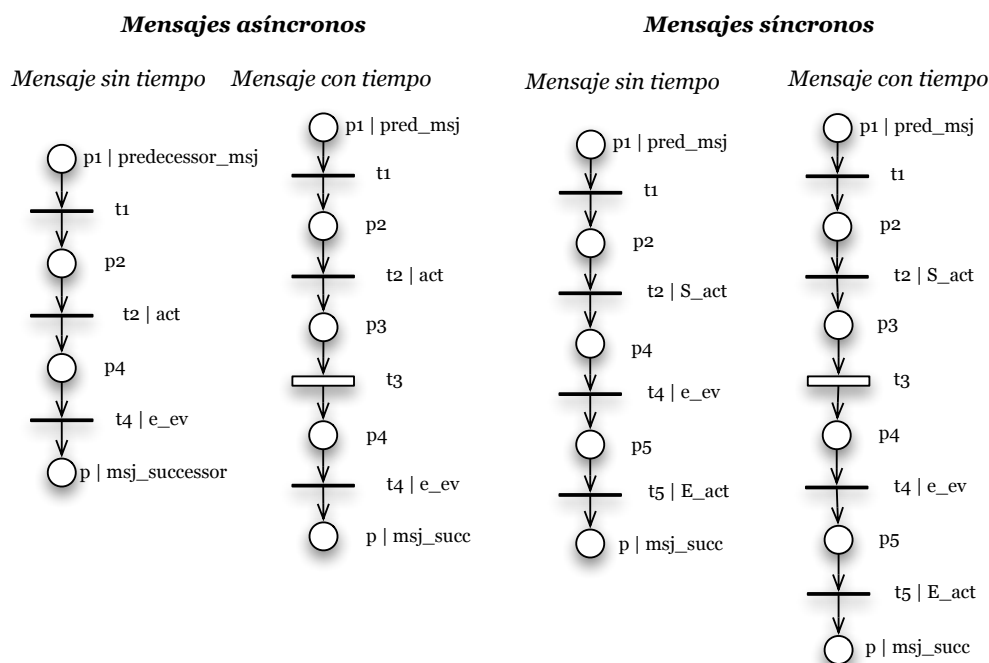 Mensajes asíncronos
Mensajes síncronos
Mensaje sin tiempo
Mensaje con tiempo
Mensaje sin tiempo
Mensaje con tiempo
p1 | predecessor_msj
t1
p2
t2 | act
p4
t4 | e_ev
p | msj_successor
p1 | pred_msj
t1
p2
t2 | act
p3
t3
p4
t4 | e_ev
p | msj_succ
p1 | pred_msj
t1
p2
t2 | S_act
p4
t4 | e_ev
p5
t5 | E_act
p | msj_succ
p1 | pred_msj
t1
p2
t2 | S_act
p3
t3
p4
t4 | e_ev
p5
t5 | E_act
p | msj_succ